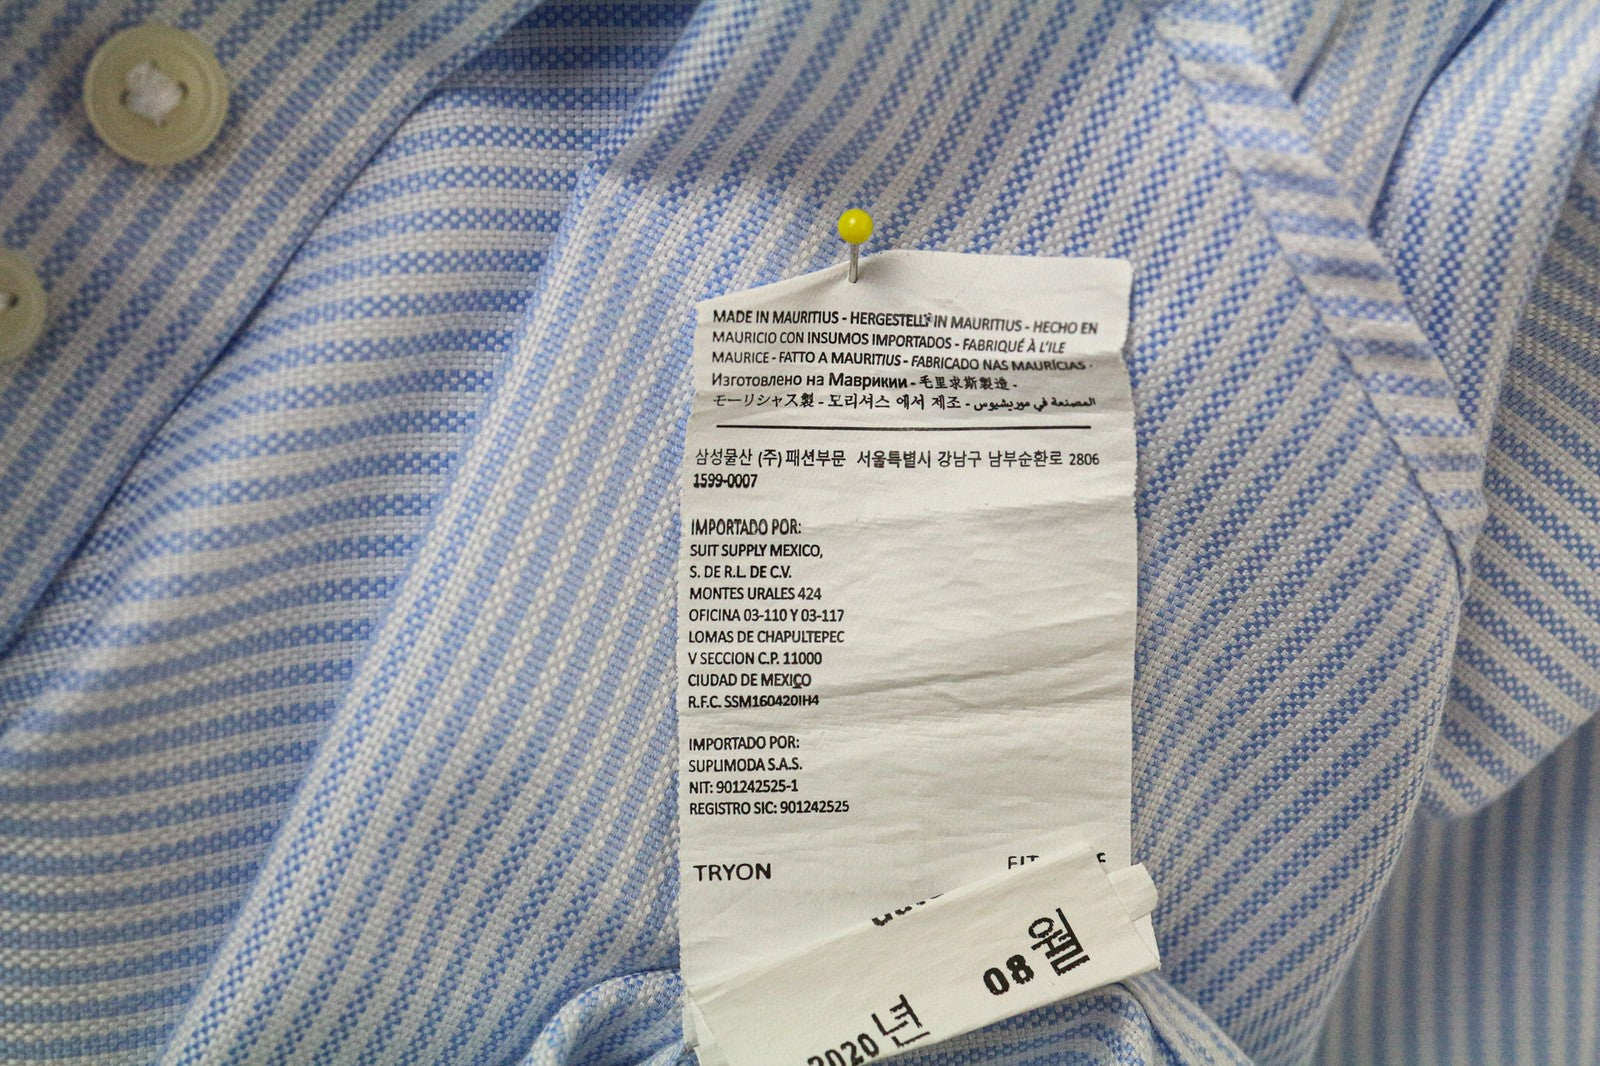 MADE IN MAURITIUS - HERGESTELLT IN MAURITIUS - HECHO EN
MAURICIO CON INSUMOS IMPORTADOS - FABRIQUÉ À L'ILE
MAURICE - FATTO A MAURITIUS - FABRICADO NAS MAURÍCIAS -
Изготовлено на Маврикии - 毛里求斯製造 -
モーリシャス製 - 모리셔스 에서 제조 - المصنعة في موريشيوس
삼성물산 (주) 패션부문 서울특별시 강남구 남부순환로 2806
1599-0007
IMPORTADO POR:
SUIT SUPPLY MEXICO,
S. DE R.L. DE C.V.
MONTES URALES 424
OFICINA 03-110 Y 03-117
LOMAS DE CHAPULTEPEC
V SECCION C.P. 11000
CIUDAD DE MEXICO
R.F.C. SSM160420IH4
IMPORTADO POR:
SUPLIMODA S.A.S.
NIT: 901242525-1
REGISTRO SIC: 901242525
TRYON
2020 년 08 월